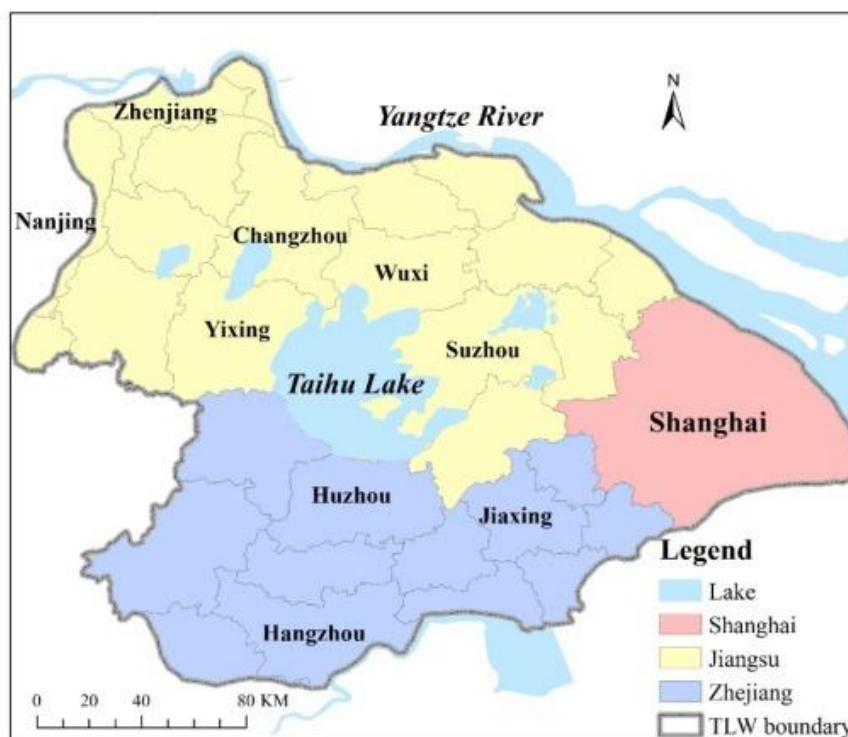 N
Zhenjiang
Yangtze River
Nanjing
Changzhou
Wuxi
Yixing
Suzhou
Taihu Lake
Shanghai
Huzhou
Jiaxing
Hangzhou
Legend
Lake
Shanghai
Jiangsu
Zhejiang
TLW boundary
0 20 40 80 KM